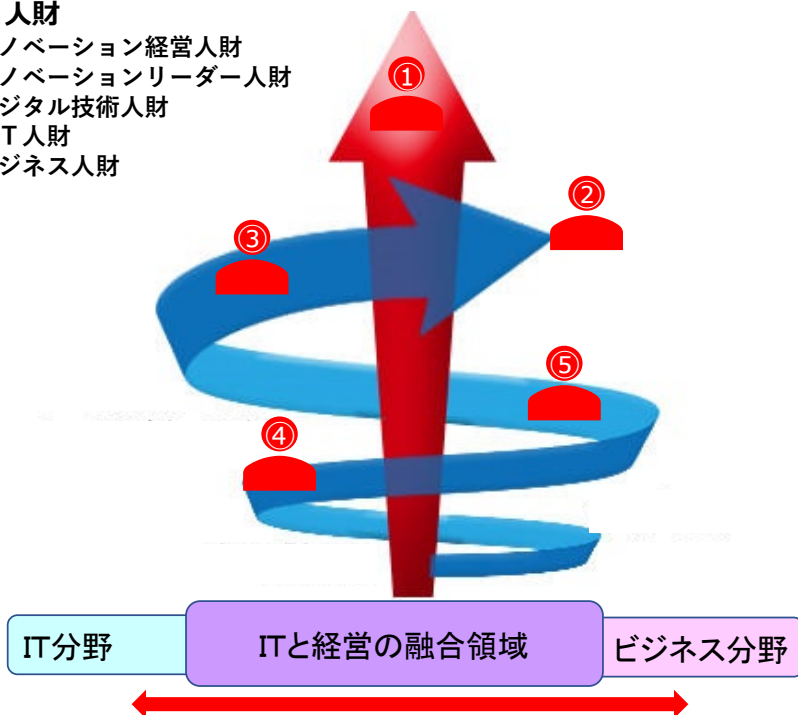 人財
ノベーション経営人財
ノベーションリーダー人財
ジタル技術人財
T人財
ジネス人財
①
②
③
⑤
④
IT分野
ITと経営の融合領域
ビジネス分野